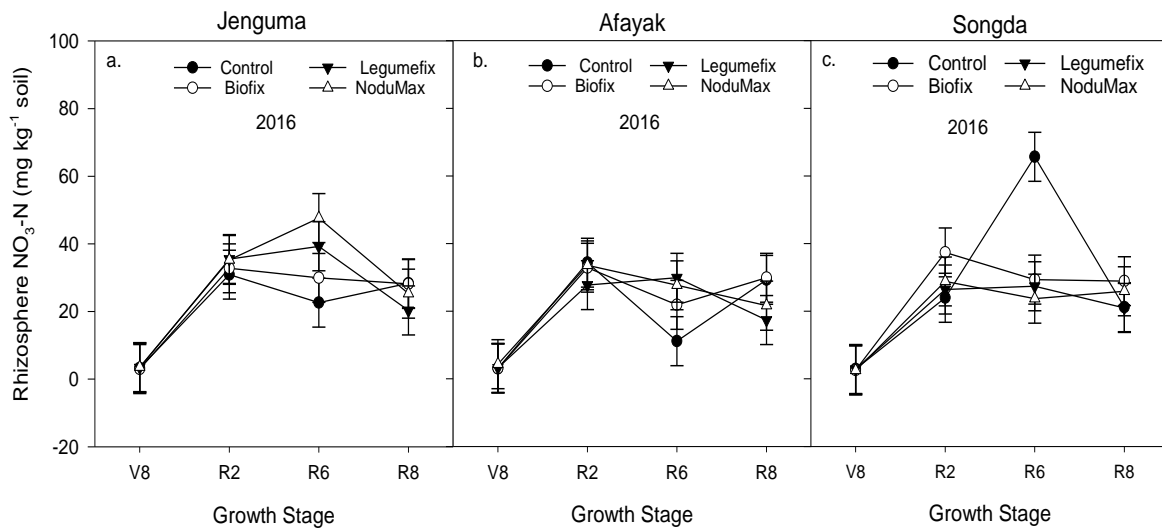 Jenguma
Afayak
Songda
Rhizosphere NO3-N (mg kg-1 soil)
100
80
60
40
20
0
-20
a.
Control
Legumefix
Biofix
NoduMax
2016
V8
R2
R6
R8
Growth Stage
b.
Control
Legumefix
Biofix
NoduMax
2016
V8
R2
R6
R8
Growth Stage
c.
Control
Legumefix
Biofix
NoduMax
2016
V8
R2
R6
R8
Growth Stage